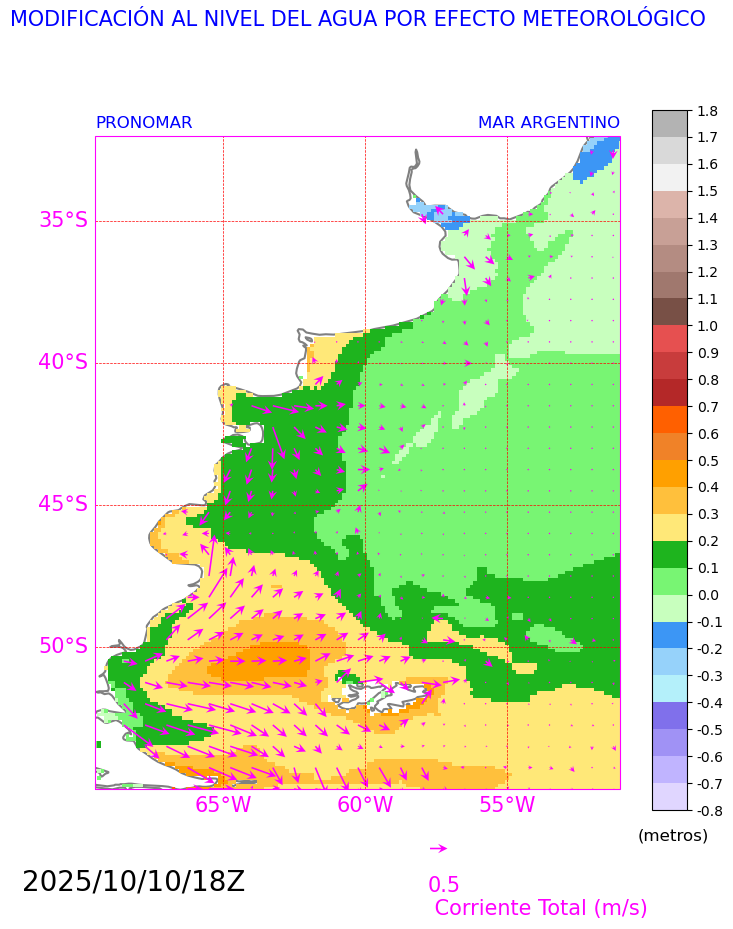 MODIFICACIÓN AL NIVEL DEL AGUA POR EFECTO METEOROLÓGICO
PRONOMAR
MAR ARGENTINO
35°S
40°S
45°S
50°S
65°W
60°W
55°W
1.8
1.7
1.6
1.5
1.4
1.3
1.2
1.1
1.0
0.9
0.8
0.7
0.6
0.5
0.4
0.3
0.2
0.1
0.0
-0.1
-0.2
-0.3
-0.4
-0.5
-0.6
-0.7
-0.8
(metros)
2025/10/10/18Z
0.5
Corriente Total (m/s)